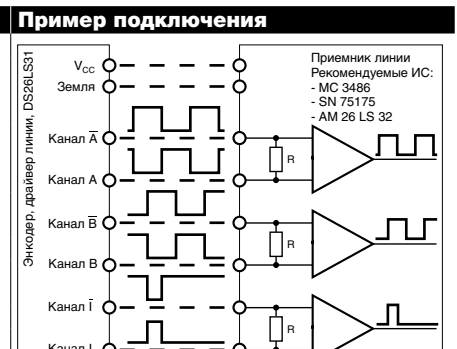 Пример подключения
Энкодер, драйвер линии, DS26LS31
VCC
Земля
Канал A̅
Канал A
Канал B̅
Канал B
Канал I̅
Канал I
Приемник линии
Рекомендуемые ИС:
- MC 3486
- SN 75175
- AM 26 LS 32
R
R
R